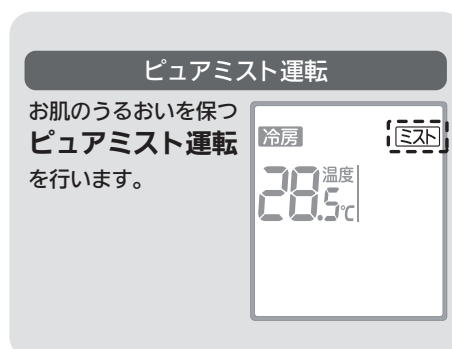 ピュアミスト運転
お肌のうるおいを保つ
ピュアミスト運転
を行います。
冷房
ミスト
温度
28.5℃